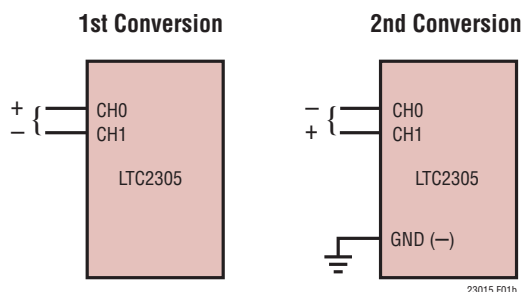 1st Conversion
+
–
{
CH0
CH1
LTC2305
2nd Conversion
–
+
{
CH0
CH1
LTC2305
GND (–)
23015 F01b